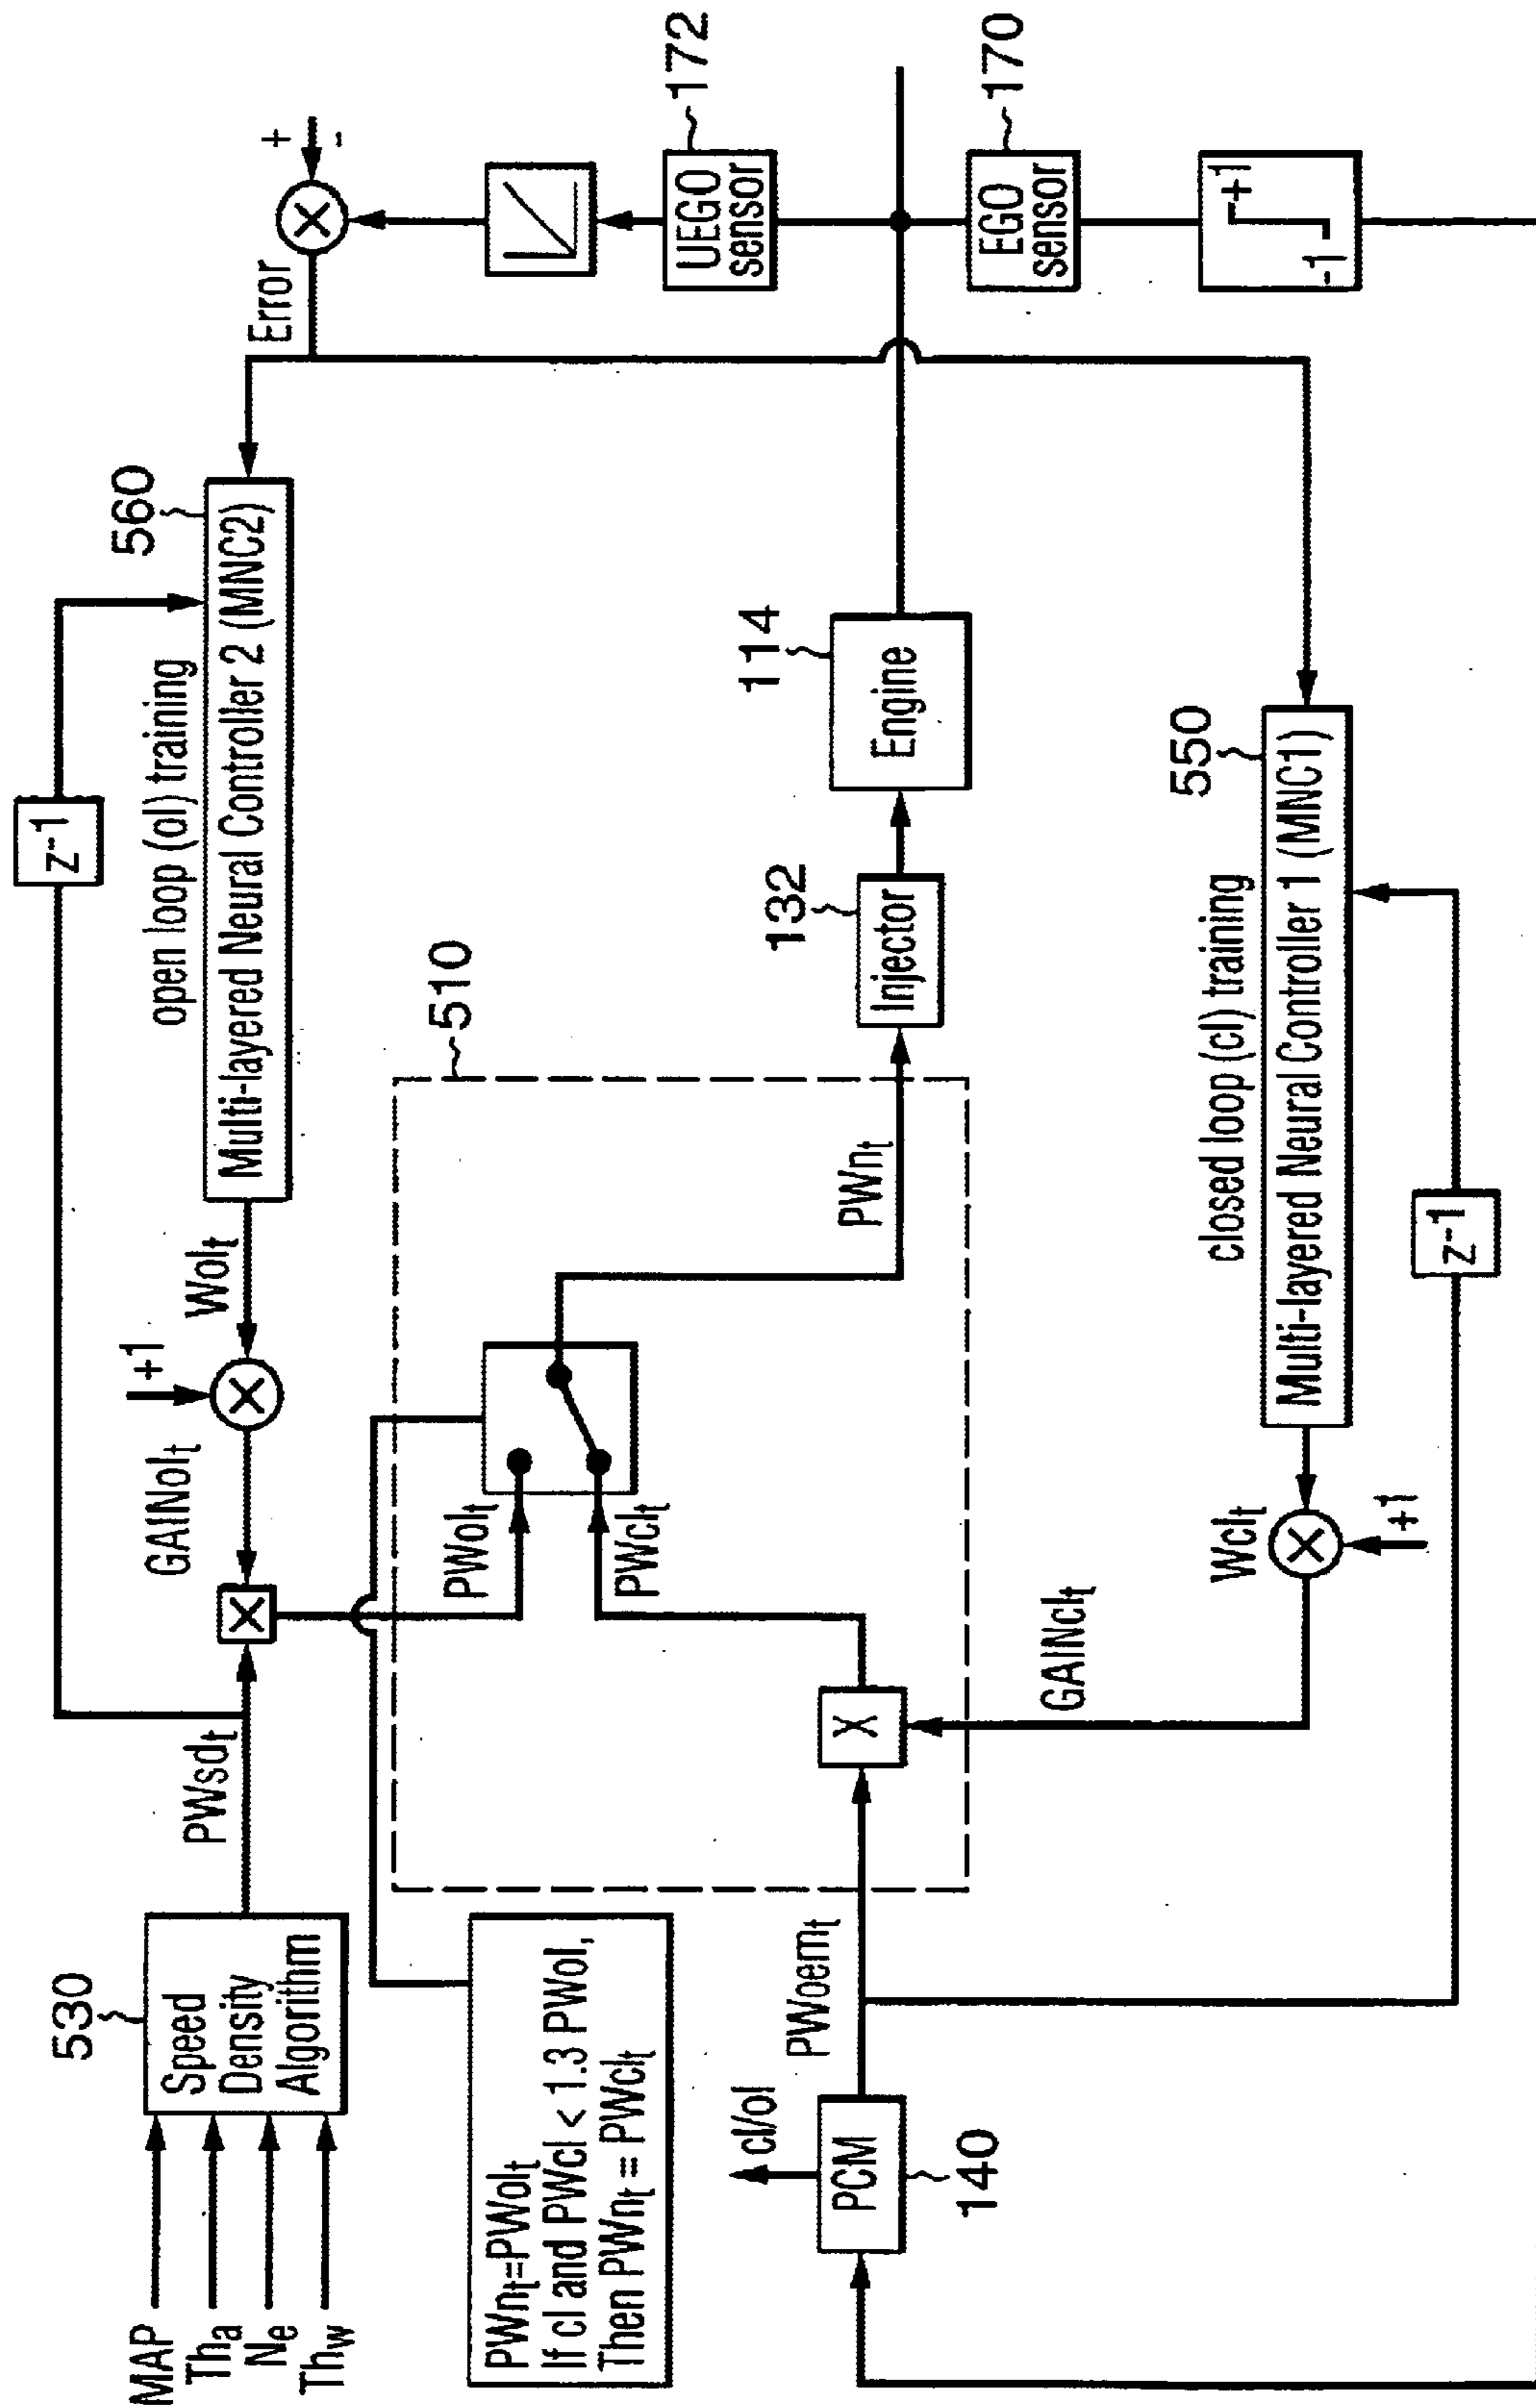 MAP
Tha
Ne
Thw
530
Speed
Density
Algorithm
PWsdt
z-1
GAINolt
+1
Wolt
open loop (ol) training
Multi-layered Neural Controller 2 (MNC2)
560
Error
+
-
PWnt=PWolt
If cl and PWcl < 1.3 PWol,
Then PWnt = PWclt
510
PWolt
PWclt
PWnt
Injector
132
Engine
114
UEGO
sensor
172
EGO
sensor
170
+1
-1
cl/ol
PCM
140
PWoemt
X
GAINclt
Wclt
+1
closed loop (cl) training
Multi-layered Neural Controller 1 (MNC1)
550
z-1